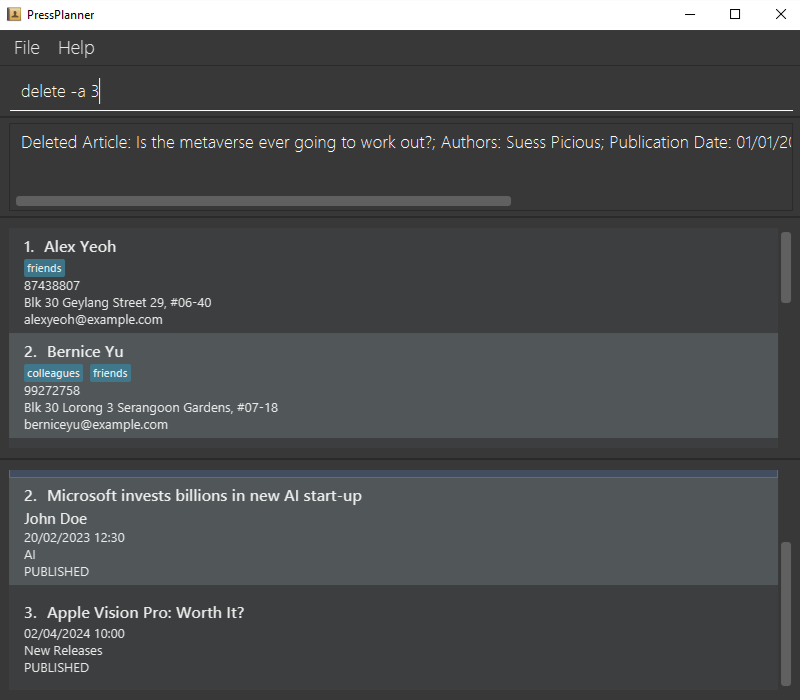 PressPlanner
File Help
delete -a 3
Deleted Article: Is the metaverse ever going to work out?; Authors: Suess Picious; Publication Date: 01/01/20
1. Alex Yeoh
friends
87438807
Blk 30 Geylang Street 29, #06-40
alexyeoh@example.com
2. Bernice Yu
colleagues friends
99272758
Blk 30 Lorong 3 Serangoon Gardens, #07-18
berniceyu@example.com
2. Microsoft invests billions in new AI start-up
John Doe
20/02/2023 12:30
AI
PUBLISHED
3. Apple Vision Pro: Worth It?
02/04/2024 10:00
New Releases
PUBLISHED